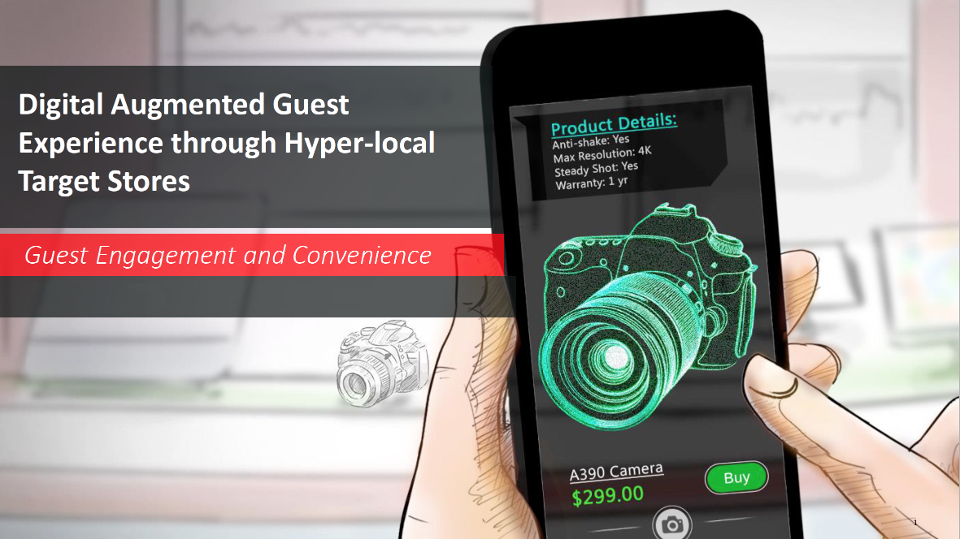 Digital Augmented Guest
Experience through Hyper-local
Target Stores
Guest Engagement and Convenience
Product Details:
Anti-shake: Yes
Max Resolution: 4K
Steady Shot: Yes
Warranty: 1 yr
A390 Camera
$299.00
Buy
1